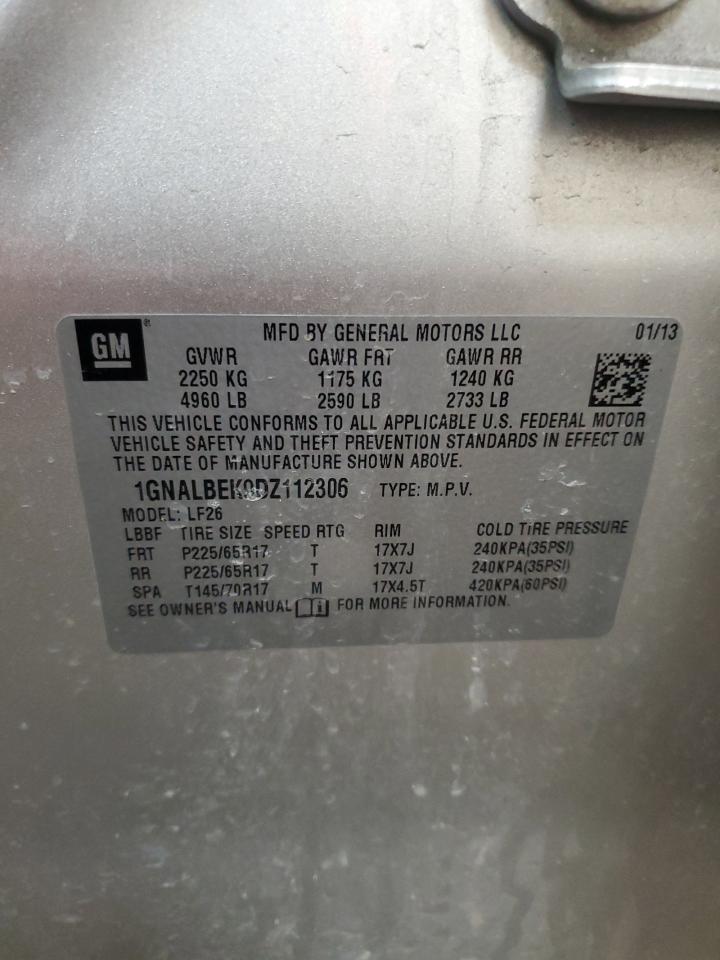 GM ® MFD BY GENERAL MOTORS LLC 01/13
GVWR GAWR FRT GAWR RR
2250 KG 1175 KG 1240 KG
4960 LB 2590 LB 2733 LB
THIS VEHICLE CONFORMS TO ALL APPLICABLE U.S. FEDERAL MOTOR
VEHICLE SAFETY AND THEFT PREVENTION STANDARDS IN EFFECT ON
THE DATE OF MANUFACTURE SHOWN ABOVE.
1GNALBEK9DZ112306 TYPE: M.P.V.
MODEL: LF26
LBBF TIRE SIZE SPEED RTG RIM COLD TIRE PRESSURE
FRT P225/65R17 T 17X7J 240KPA(35PSI)
RR P225/65R17 T 17X7J 240KPA(35PSI)
SPA T145/70R17 M 17X4.5T 420KPA(60PSI)
SEE OWNER'S MANUAL FOR MORE INFORMATION.